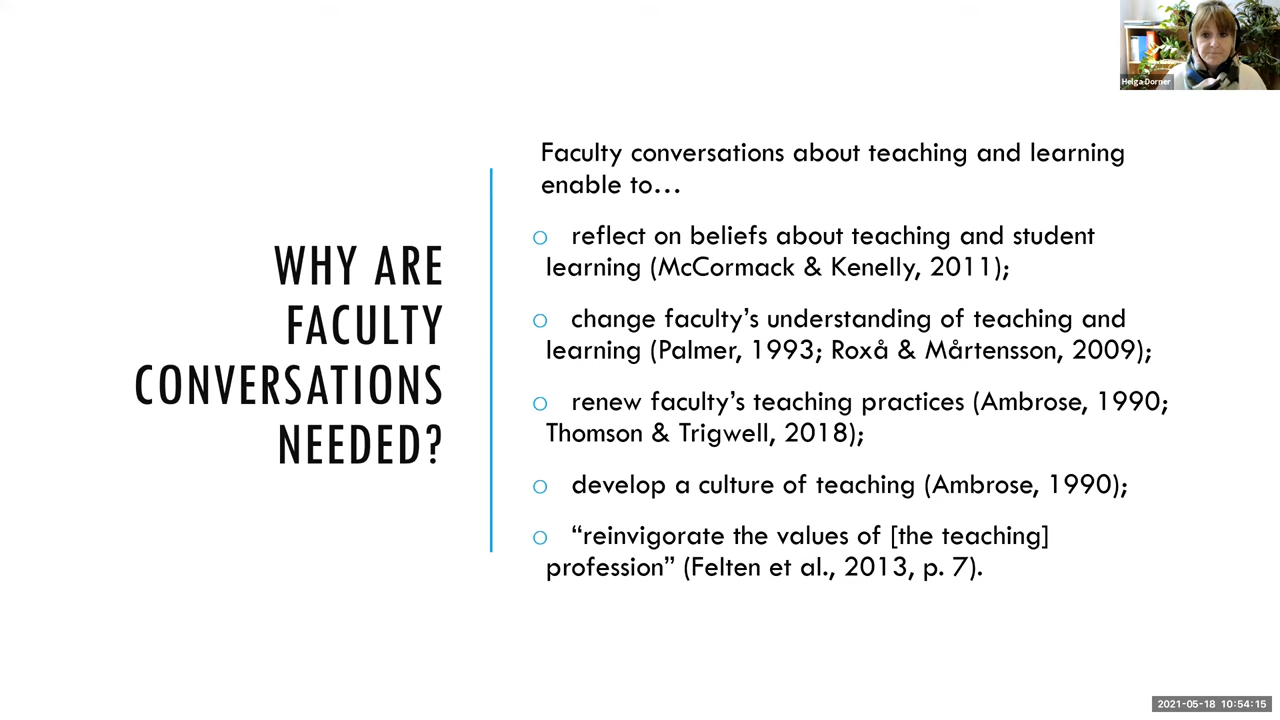 Helga Dorner
WHY ARE
FACULTY
CONVERSATIONS
NEEDED?
Faculty conversations about teaching and learning
enable to…
o reflect on beliefs about teaching and student
learning (McCormack & Kenelly, 2011);
o change faculty’s understanding of teaching and
learning (Palmer, 1993; Roxå & Mårtensson, 2009);
o renew faculty’s teaching practices (Ambrose, 1990;
Thomson & Trigwell, 2018);
o develop a culture of teaching (Ambrose, 1990);
o “reinvigorate the values of [the teaching]
profession” (Felten et al., 2013, p. 7).
2021-05-18 10:54:15